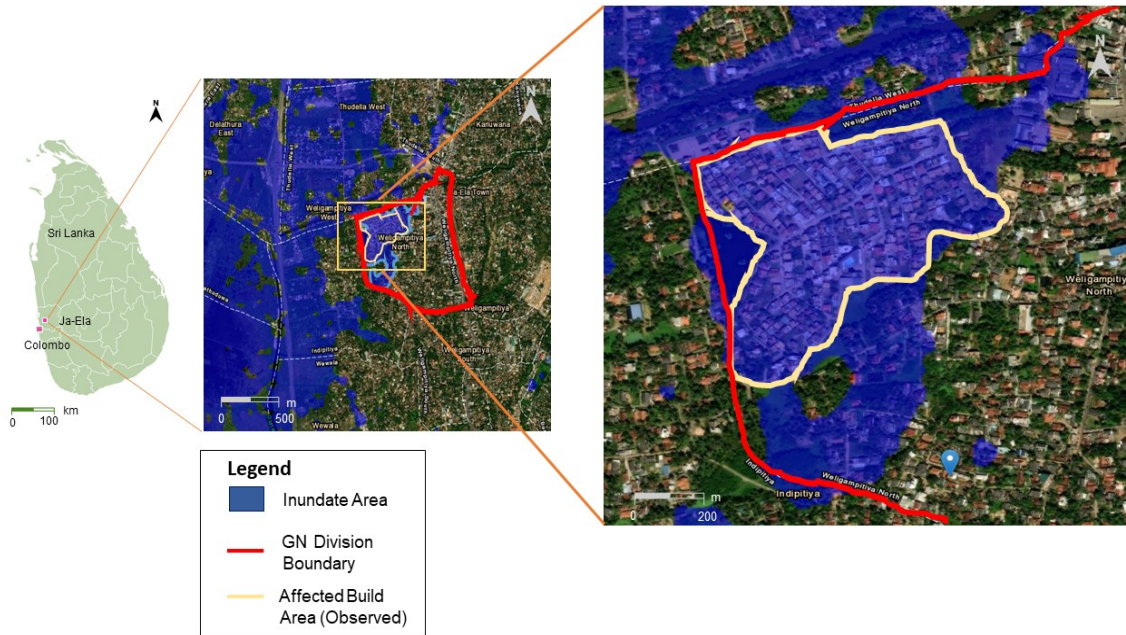 N
Sri Lanka
Ja-Ela
Colombo
km
0 100
N
Thudella West
Delathura
East
Kanuwana
Thudella West
Ja-Ela Town
Weligampitiya
West
Weligampitiya
North
Weligampitiya
Indipitiya
Wewala
Weligampitiya
South
Wewala
m
0 500
N
Thudella West
Weligampitiya North
Weligampitiya
North
Indipitiya
Weligampitiya North
Indipitiya
m
0 200
Legend
Inundate Area
GN Division
Boundary
Affected Build
Area (Observed)